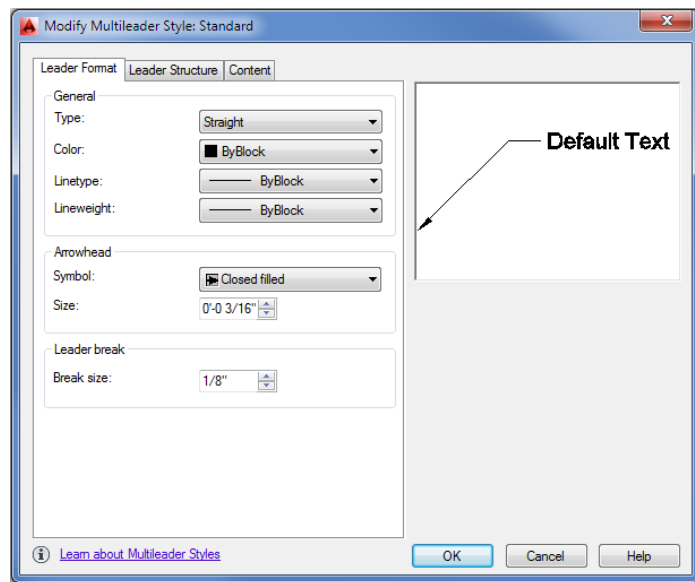 Modify Multileader Style: Standard
Leader Format Leader Structure Content
General
Type: Straight
Color: ByBlock
Linetype: ByBlock
Lineweight: ByBlock
Arrowhead
Symbol: Closed filled
Size: 0'-0 3/16"
Leader break
Break size: 1/8"
Default Text
Learn about Multileader Styles
OK Cancel Help